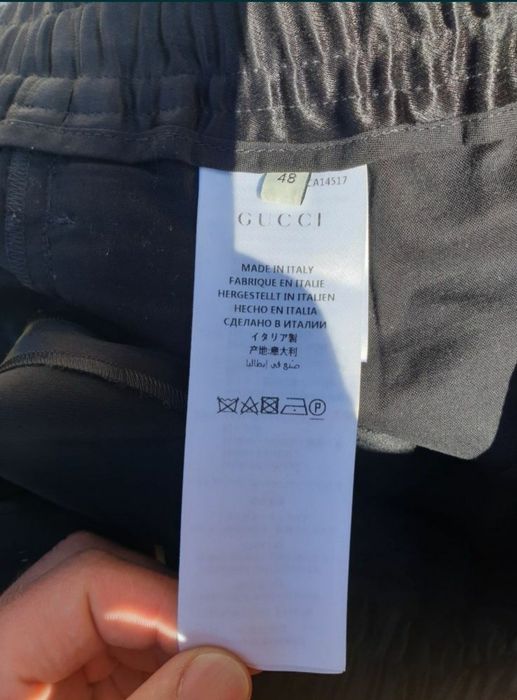 48
CA14517
GUCCI
MADE IN ITALY
FABRIQUE EN ITALIE
HERGESTELLT IN ITALIEN
HECHO EN ITALIA
СДЕЛАНО В ИТАЛИИ
イタリア製
产地:意大利
صنع في إيطاليا
P